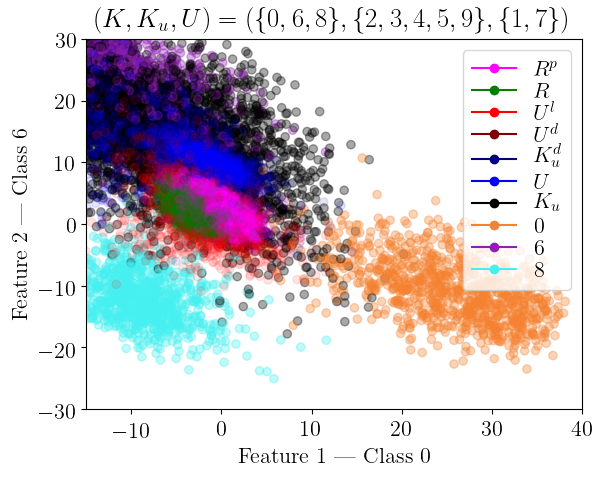 (K, K_u, U) = ({0, 6, 8}, {2, 3, 4, 5, 9}, {1, 7})
30
20
10
0
−10
−20
−30
Feature 2 — Class 6
R^p
R
U^l
U^d
K_u^d
U
K_u
0
6
8
−10
0
10
20
30
40
Feature 1 — Class 0